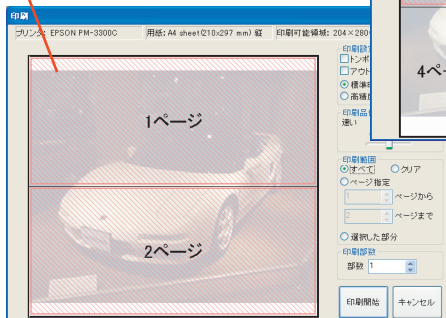 印刷
プリンタ: EPSON PM-3300C
用紙: A4 sheet(210x297 mm) 縦
印刷可能領域: 204×280
印刷設
トンボ
アウト
標準
高精度
印刷品
速い
1ページ
2ページ
4ペー
印刷範囲
すべて
クリア
ページ指定
1 ページから
2 ページまで
選択した部分
印刷部数
部数 1
印刷開始
キャンセル